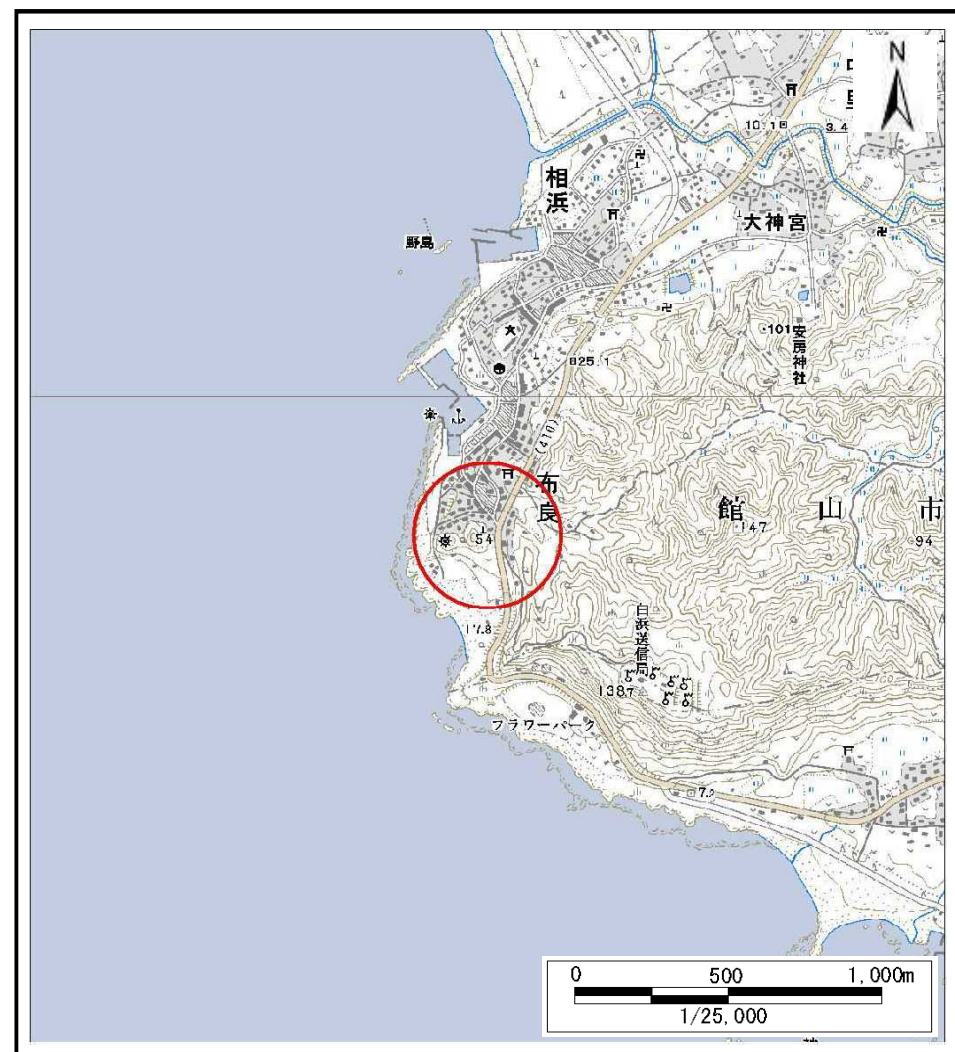 N
10.1
3.4
相浜
大神宮
野島
101
安房神社
25.1
(410)
布良
館山市
147
94
54
17.8
白浜送信局
138.7
フラワーパーク
7.2
0 500 1,000m
1/25,000